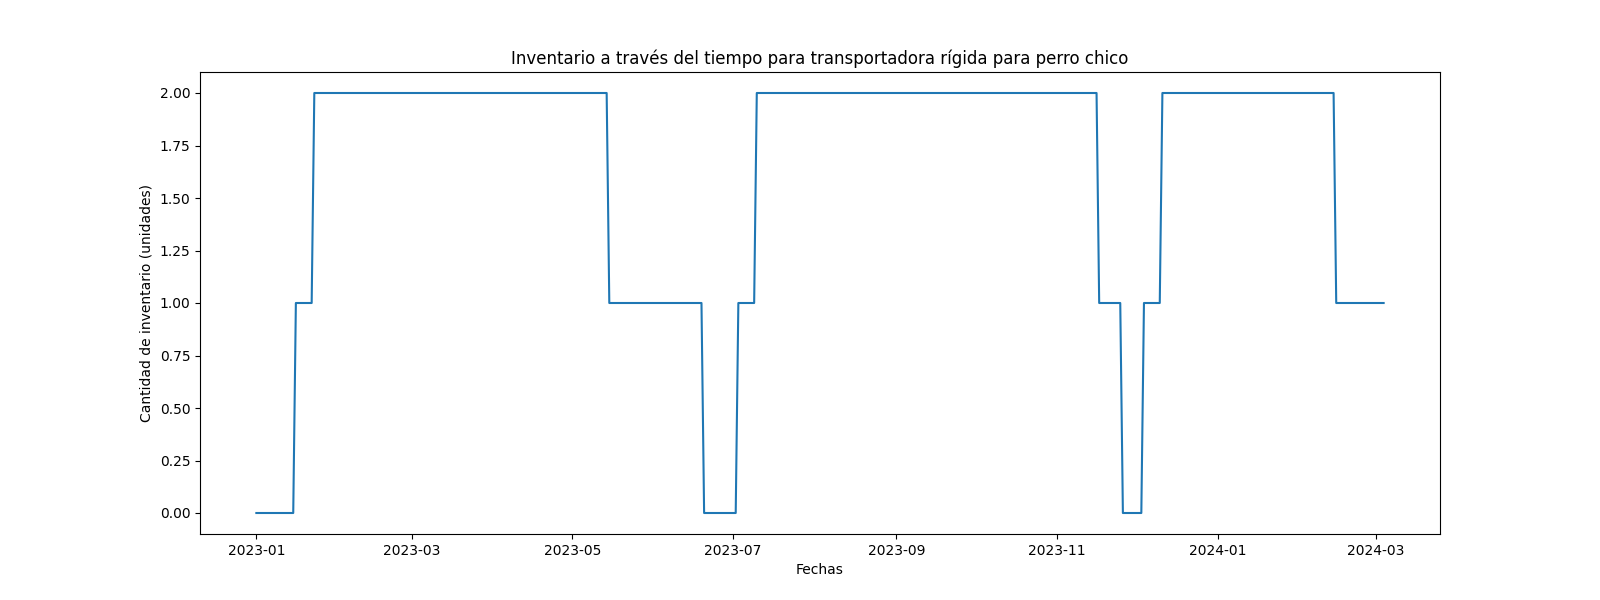 Inventario a través del tiempo para transportadora rígida para perro chico
Cantidad de inventario (unidades)
2.00
1.75
1.50
1.25
1.00
0.75
0.50
0.25
0.00
2023-01 2023-03 2023-05 2023-07 2023-09 2023-11 2024-01 2024-03
Fechas